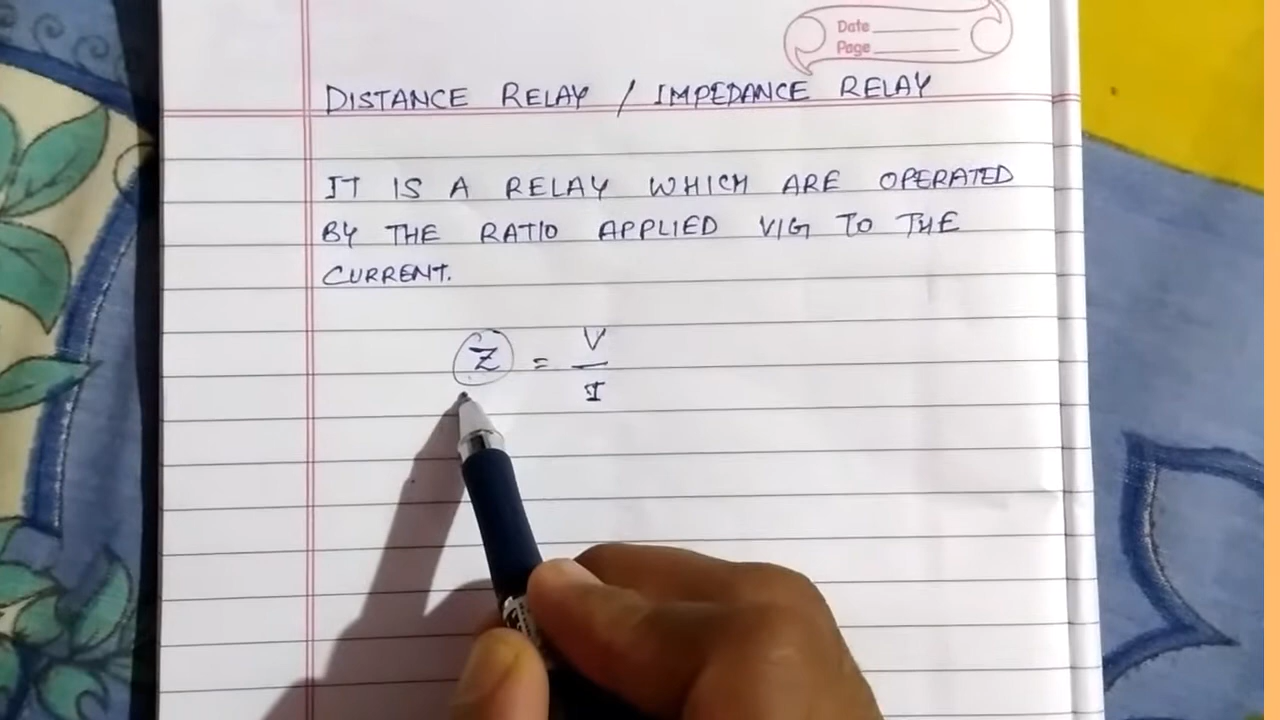 Date
Page
DISTANCE RELAY / IMPEDANCE RELAY
IT IS A RELAY WHICH ARE OPERATED
BY THE RATIO APPLIED V/G TO THE
CURRENT.
Z = V/I